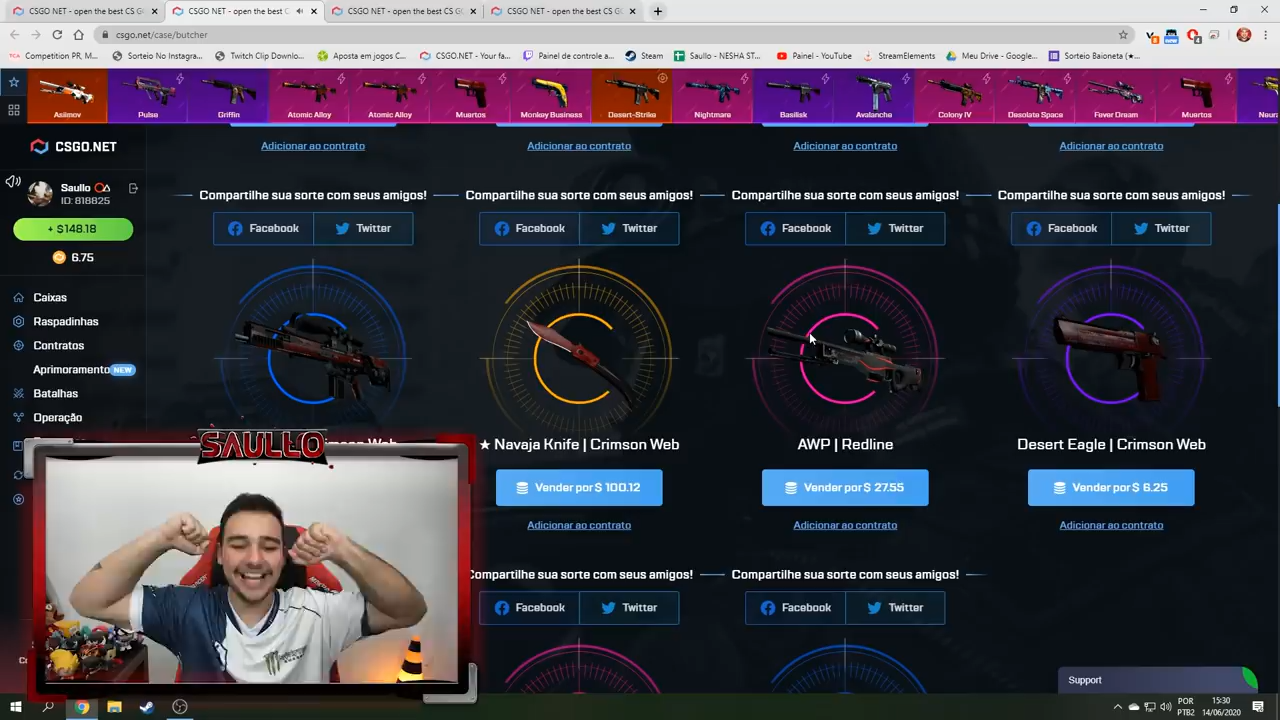 CSGO.NET - open the best CS G
CSGO.NET - open the best C
CSGO.NET - open the best CS GO
CSGO.NET - open the best CS GO
csgo.net/case/butcher
Competition PR, M...
Sorteio No Instagra...
Twitch Clip Downlo...
Aposta em jogos C...
CSGO.NET - Your fa...
Painel de controle a...
Steam
Saullo - NESHA ST...
Painel - YouTube
StreamElements
Meu Drive - Google...
Sorteio Baioneta (★...
Asiimov
Pulse
Griffin
Atomic Alloy
Atomic Alloy
Muertos
Monkey Business
Desert-Strike
Nightmare
Basilisk
Avalanche
Colony IV
Desolate Space
Fever Dream
Muertos
CSGO.NET
Saullo
ID: 818825
+ $148.18
6.75
Caixas
Raspadinhas
Contratos
Aprimoramento NEW
Batalhas
Operação
Adicionar ao contrato
Adicionar ao contrato
Adicionar ao contrato
Adicionar ao contrato
Compartilhe sua sorte com seus amigos!
Compartilhe sua sorte com seus amigos!
Compartilhe sua sorte com seus amigos!
Compartilhe sua sorte com seus amigos!
Facebook Twitter
Facebook Twitter
Facebook Twitter
Facebook Twitter
★ Navaja Knife | Crimson Web
AWP | Redline
Desert Eagle | Crimson Web
Vender por $ 100.12
Vender por $ 27.55
Vender por $ 6.25
Adicionar ao contrato
Adicionar ao contrato
Adicionar ao contrato
Compartilhe sua sorte com seus amigos!
Compartilhe sua sorte com seus amigos!
Facebook Twitter
Facebook Twitter
SAULLO
Support
POR
PTB2
15:30
14/06/2020